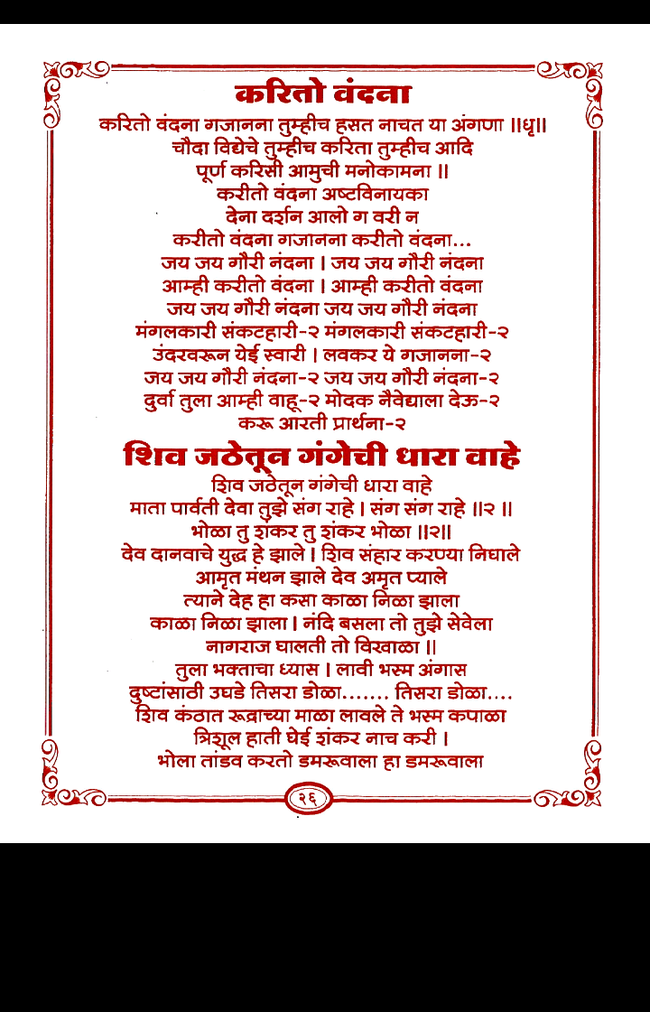 करितो वंदना
करितो वंदना गजानना तुम्हीच हसत नाचत या अंगणा ॥धृ॥
चौदा विद्येचे तुम्हीच करिता तुम्हीच आदि
पूर्ण करिसी आमुची मनोकामना ॥
करीतो वंदना अष्टविनायका
देना दर्शन आलो ग वरी न
करीतो वंदना गजानना करीतो वंदना...
जय जय गौरी नंदना । जय जय गौरी नंदना
आम्ही करीतो वंदना । आम्ही करीतो वंदना
जय जय गौरी नंदना जय जय गौरी नंदना
मंगलकारी संकटहारी-२ मंगलकारी संकटहारी-२
उंदरवरून येई स्वारी । लवकर ये गजानना-२
जय जय गौरी नंदना-२ जय जय गौरी नंदना-२
दुर्वा तुला आम्ही वाहू-२ मोदक नैवेद्याला देऊ-२
करू आरती प्रार्थना-२
शिव जठेतून गंगेची धारा वाहे
शिव जठेतून गंगेची धारा वाहे
माता पार्वती देवा तुझे संग राहे । संग संग राहे ॥२॥
भोळा तु शंकर तु शंकर भोळा ॥२॥
देव दानवाचे युद्ध हे झाले । शिव संहार करण्या निघाले
आमृत मंथन झाले देव अमृत प्याले
त्याने देह हा कसा काळा निळा झाला
काळा निळा झाला । नंदि बसला तो तुझे सेवेला
नागराज घालती तो विरवाळा ॥
तुला भक्ताचा ध्यास । लावी भस्म अंगास
दुष्टांसाठी उघडे तिसरा डोळा....... तिसरा डोळा....
शिव कंठात रूद्राच्या माळा लावले ते भस्म कपाळा
त्रिशूल हाती घेई शंकर नाच करी ।
भोला तांडव करतो डमरूवाला हा डमरूवाला
२६